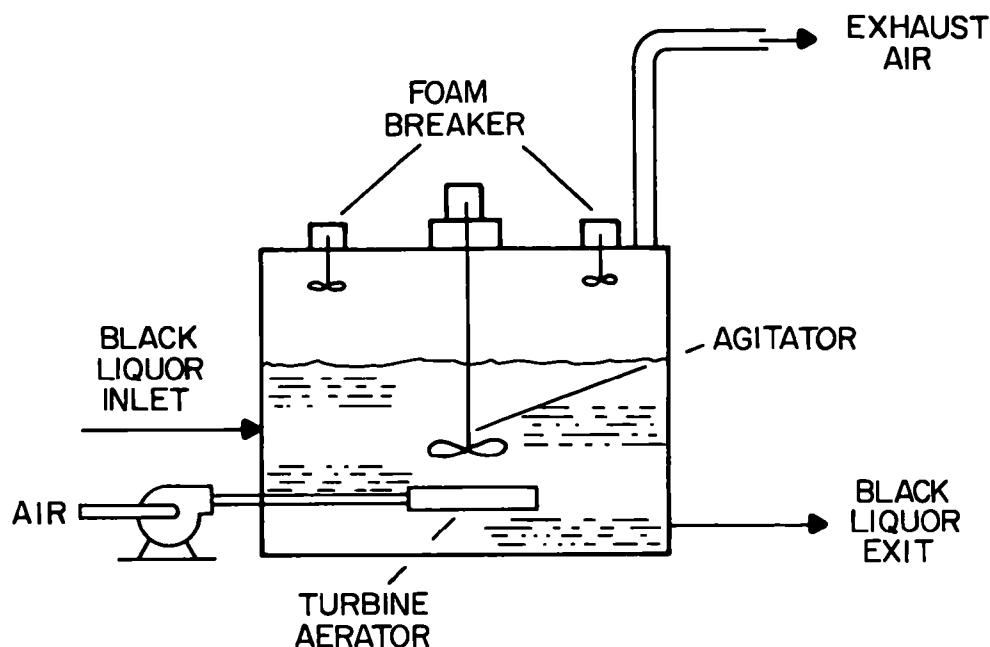 EXHAUST
AIR
FOAM
BREAKER
AGITATOR
BLACK
LIQUOR
INLET
AIR
BLACK
LIQUOR
EXIT
TURBINE
AERATOR